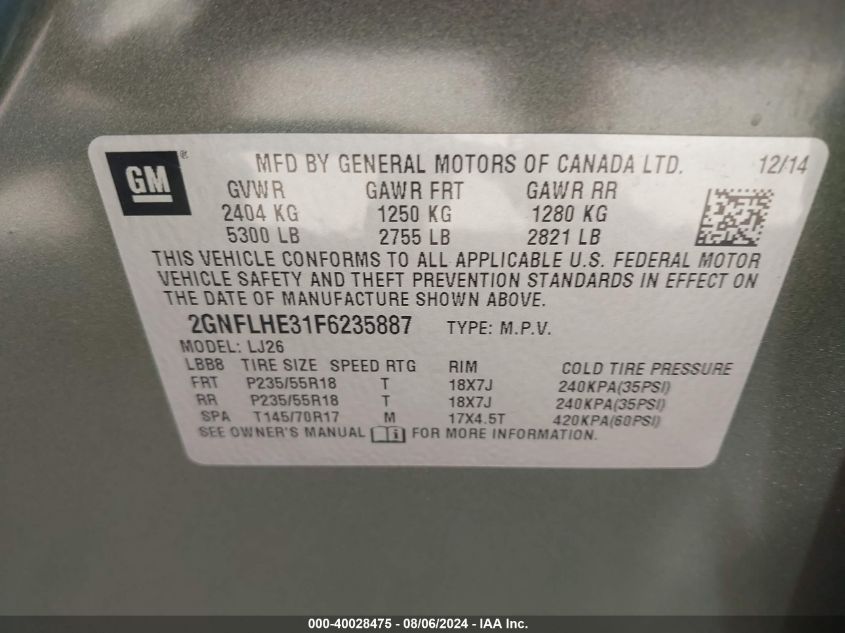 GM ® MFD BY GENERAL MOTORS OF CANADA LTD. 12/14
GVWR GAWR FRT GAWR RR
2404 KG 1250 KG 1280 KG
5300 LB 2755 LB 2821 LB
THIS VEHICLE CONFORMS TO ALL APPLICABLE U.S. FEDERAL MOTOR
VEHICLE SAFETY AND THEFT PREVENTION STANDARDS IN EFFECT ON
THE DATE OF MANUFACTURE SHOWN ABOVE.
2GNFLHE31F6235887 TYPE: M.P.V.
MODEL: LJ26
LBB8 TIRE SIZE SPEED RTG RIM COLD TIRE PRESSURE
FRT P235/55R18 T 18X7J 240KPA(35PSI)
RR P235/55R18 T 18X7J 240KPA(35PSI)
SPA T145/70R17 M 17X4.5T 420KPA(60PSI)
SEE OWNER'S MANUAL i FOR MORE INFORMATION.
000-40028475 - 08/06/2024 - IAA Inc.